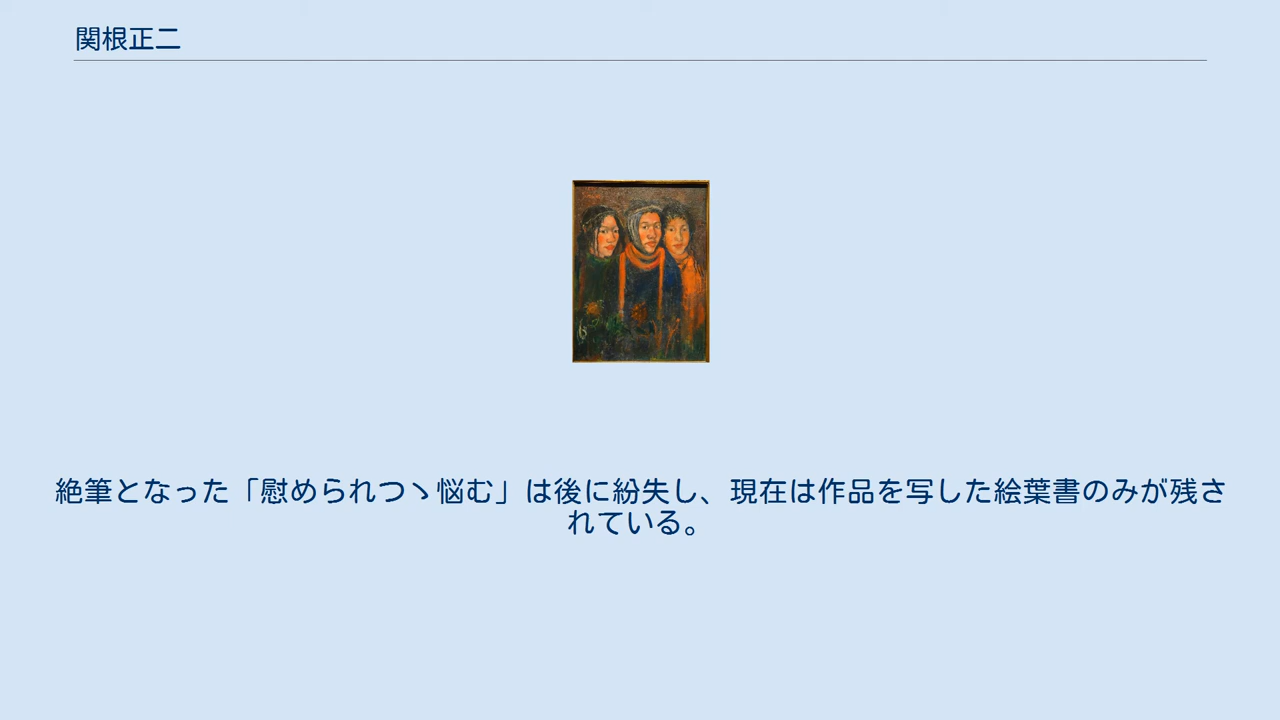 関根正二
絶筆となった「慰められつゝ悩む」は後に紛失し、現在は作品を写した絵葉書のみが残さ
れている。